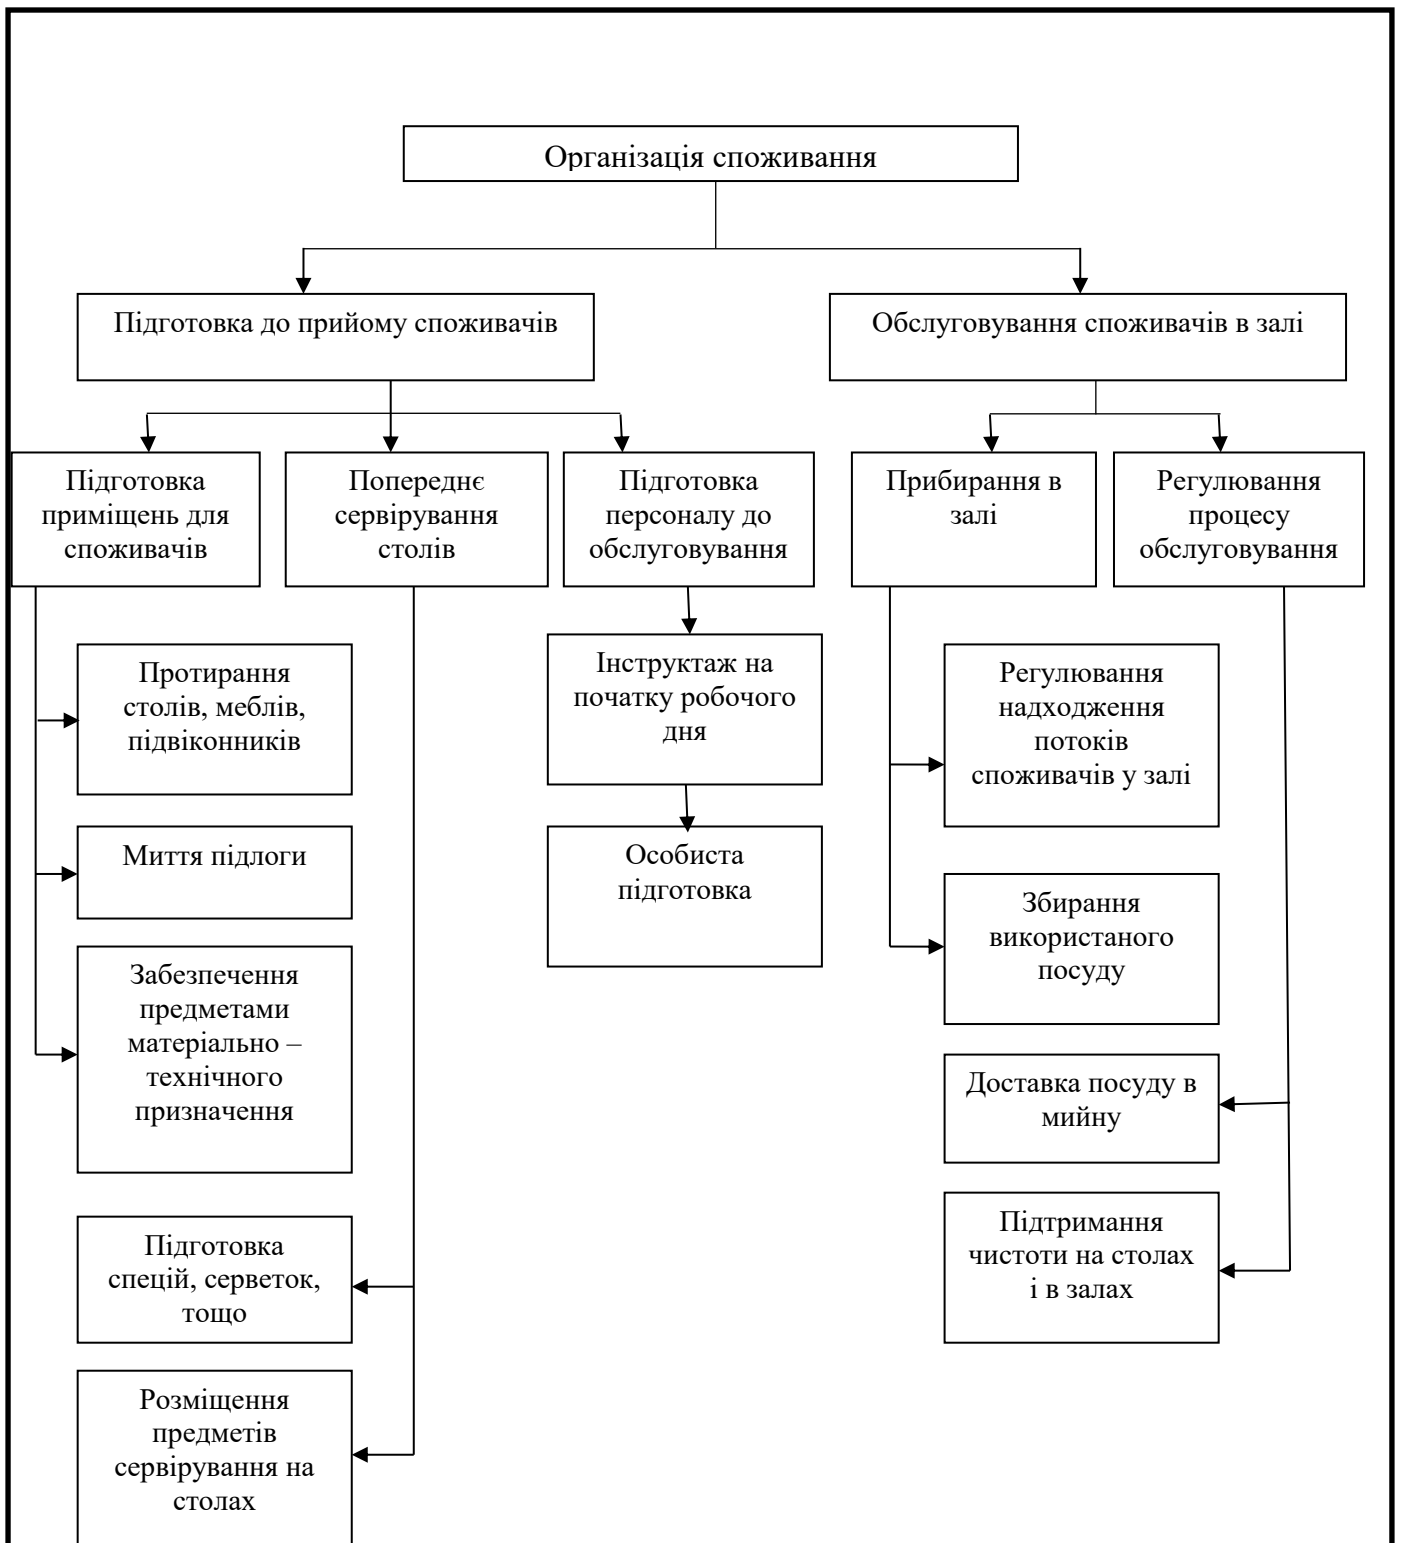 Організація споживання
Підготовка до прийому споживачів
Обслуговування споживачів в залі
Підготовка
приміщень для
споживачів
Попереднє
сервірування
столів
Підготовка
персоналу до
обслуговування
Прибирання в
залі
Регулювання
процесу
обслуговування
Протирання
столів, меблів,
підвіконників
Миття підлоги
Забезпечення
предметами
матеріально –
технічного
призначення
Підготовка
спецій, серветок,
тощо
Розміщення
предметів
сервірування на
столах
Інструктаж на
початку робочого
дня
Особиста
підготовка
Регулювання
надходження
потоків
споживачів у залі
Збирання
використаного
посуду
Доставка посуду в
мийну
Підтримання
чистоти на столах
і в залах